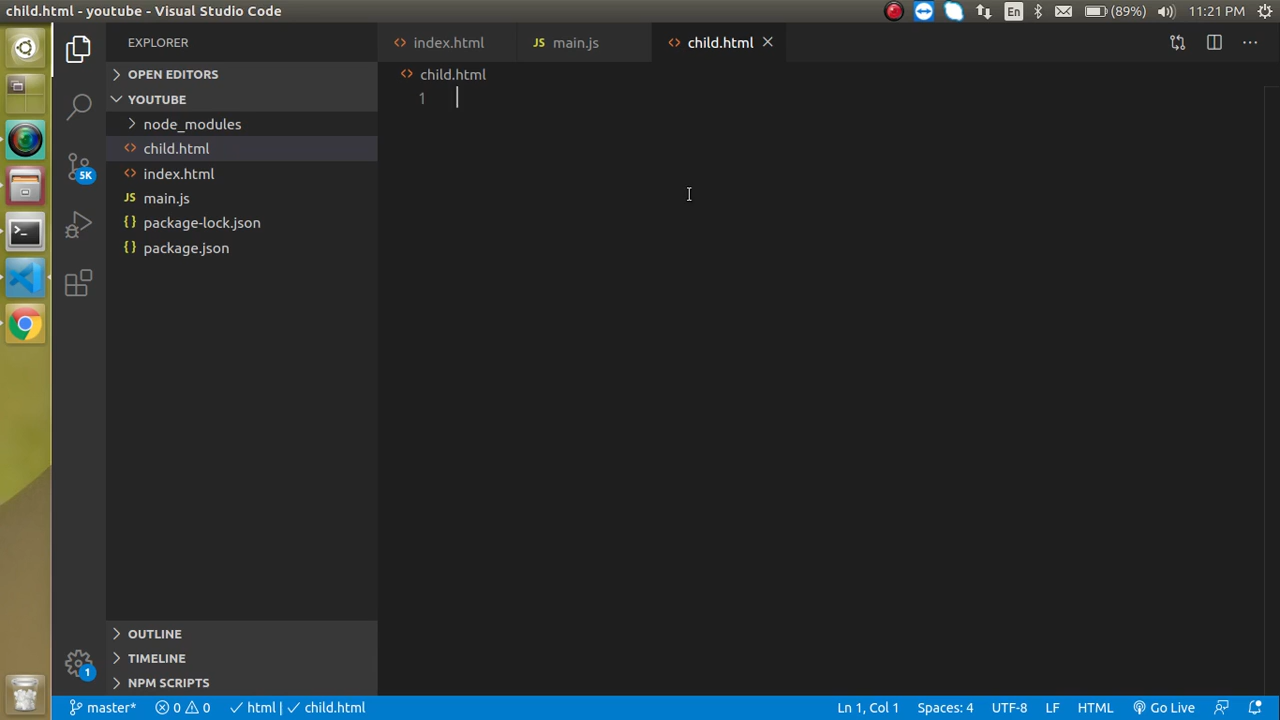 child.html - youtube - Visual Studio Code
En
(89%)
11:21 PM
EXPLORER
index.html
JS main.js
<> child.html
OPEN EDITORS
YOUTUBE
node_modules
<> child.html
<> index.html
JS main.js
{ } package-lock.json
{ } package.json
<> child.html
1
5K
OUTLINE
TIMELINE
NPM SCRIPTS
1
master*
0 0
html | child.html
Ln 1, Col 1
Spaces: 4
UTF-8
LF
HTML
Go Live